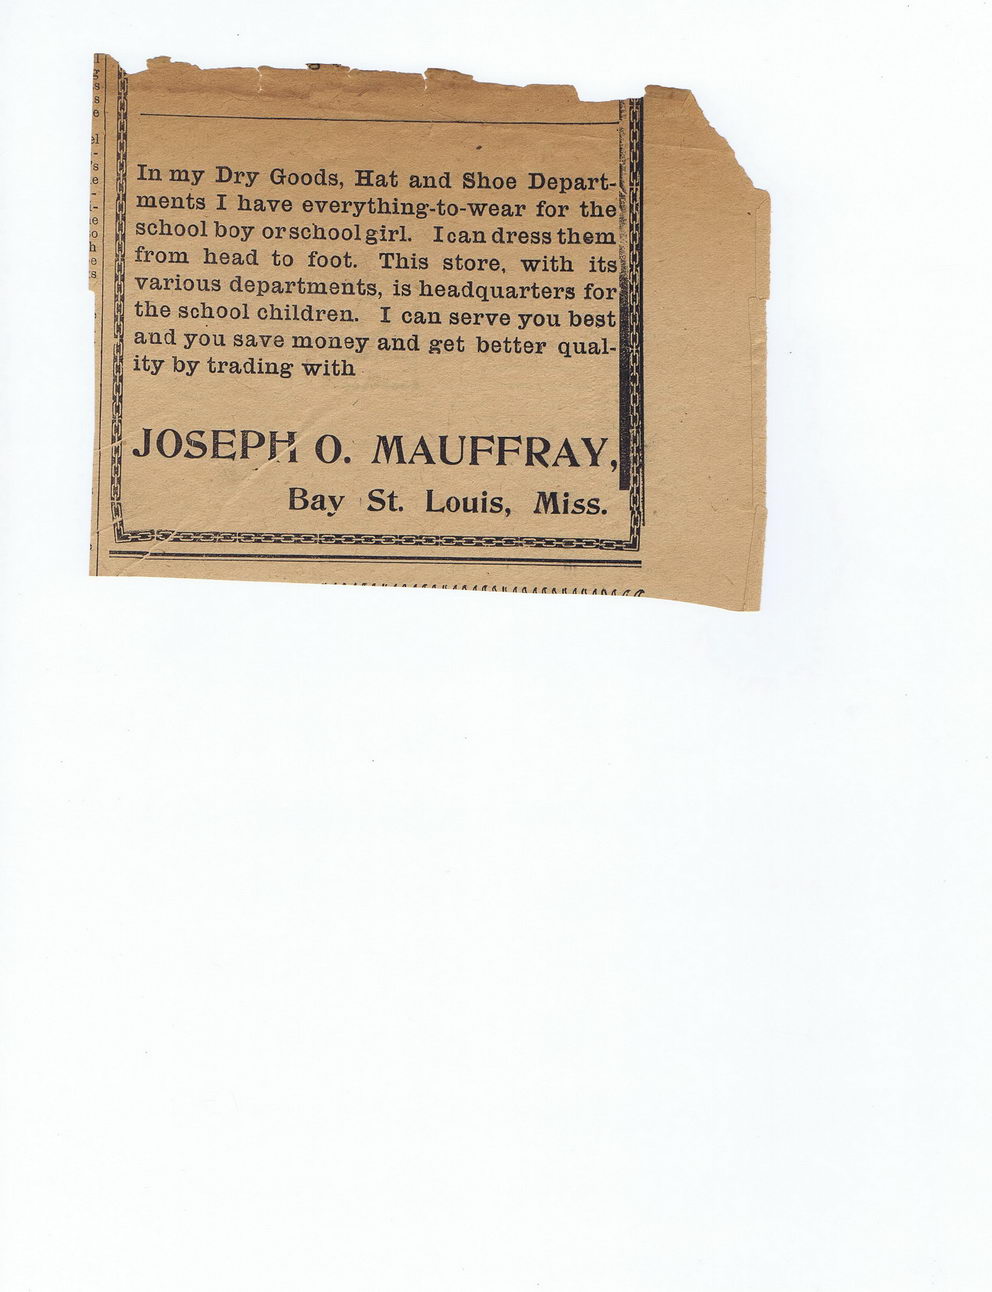 In my Dry Goods, Hat and Shoe Depart-
ments I have everything-to-wear for the
school boy or school girl. I can dress them
from head to foot. This store, with its
various departments, is headquarters for
the school children. I can serve you best
and you save money and get better qual-
ity by trading with
JOSEPH O. MAUFFRAY,
Bay St. Louis, Miss.